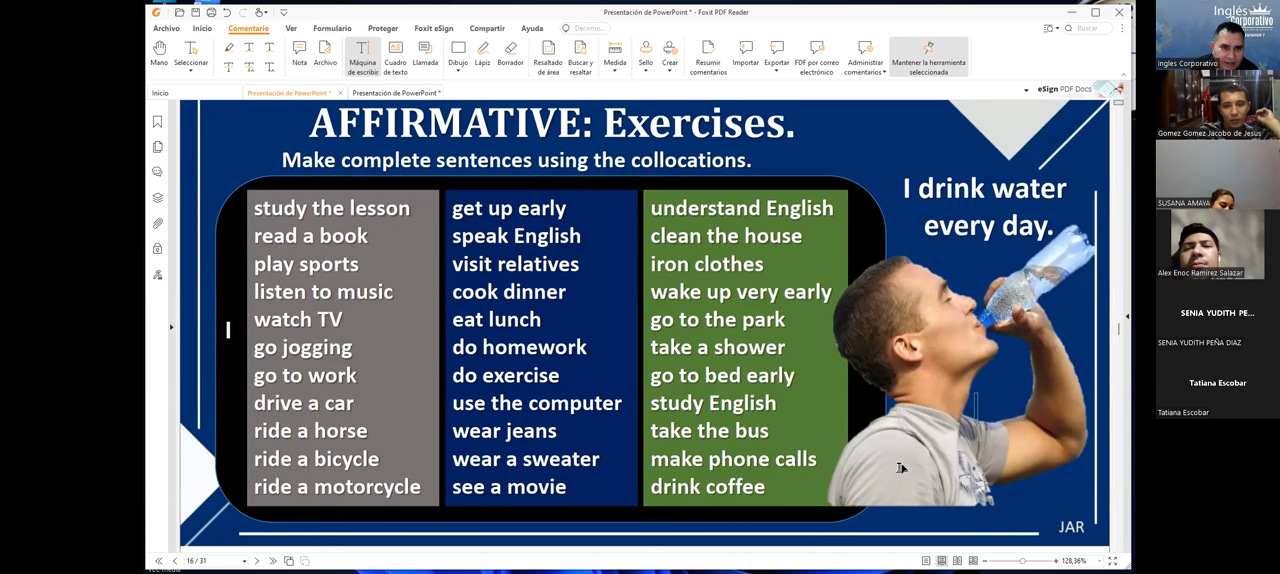 Presentación de PowerPoint * - Foxit PDF Reader
Archivo Inicio Comentario Ver Formulario Proteger Foxit eSign Compartir Ayuda Decirme... Buscar
Mano Seleccionar Nota Archivo Máquina de escribir Cuadro de texto Llamada Dibujo Lápiz Borrador Resaltado de área Buscar y resaltar Medida Sello Crear Resumir comentarios Importar Exportar PDF por correo electrónico Administrar comentarios Mantener la herramienta seleccionada
Inicio Presentación de PowerPoint * Presentación de PowerPoint * eSign PDF Docs
AFFIRMATIVE: Exercises.
Make complete sentences using the collocations.
I
study the lesson
read a book
play sports
listen to music
watch TV
go jogging
go to work
drive a car
ride a horse
ride a bicycle
ride a motorcycle
get up early
speak English
visit relatives
cook dinner
eat lunch
do homework
do exercise
use the computer
wear jeans
wear a sweater
see a movie
understand English
clean the house
iron clothes
wake up very early
go to the park
take a shower
go to bed early
study English
take the bus
make phone calls
drink coffee
I drink water
every day.
JAR
16 / 31
128,36%
Inglés
Corporativo
Ingles Corporativo
Gomez Gomez Jacobo de Jesus
SUSANA AMAYA
Alex Enoc Ramirez Salazar
SENIA YUDITH PE...
SENIA YUDITH PEÑA DIAZ
Tatiana Escobar
Tatiana Escobar